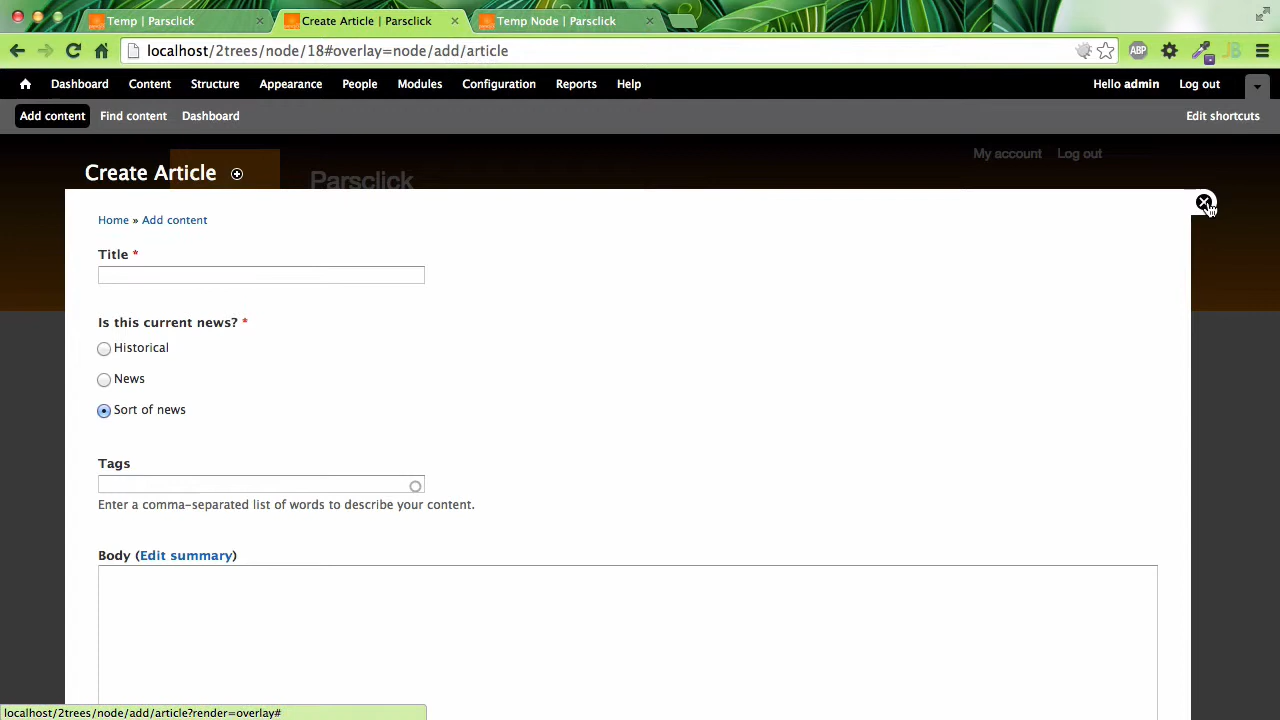 Temp | Parsclick
Create Article | Parsclick
Temp Node | Parsclick
localhost/2trees/node/18#overlay=node/add/article
ABP
Dashboard Content Structure Appearance People Modules Configuration Reports Help
Hello admin Log out
Add content Find content Dashboard
Edit shortcuts
My account Log out
Create Article
Parsclick
Home » Add content
Title *
Is this current news? *
Historical
News
Sort of news
Tags
Enter a comma-separated list of words to describe your content.
Body (Edit summary)
localhost/2trees/node/add/article?render=overlay#